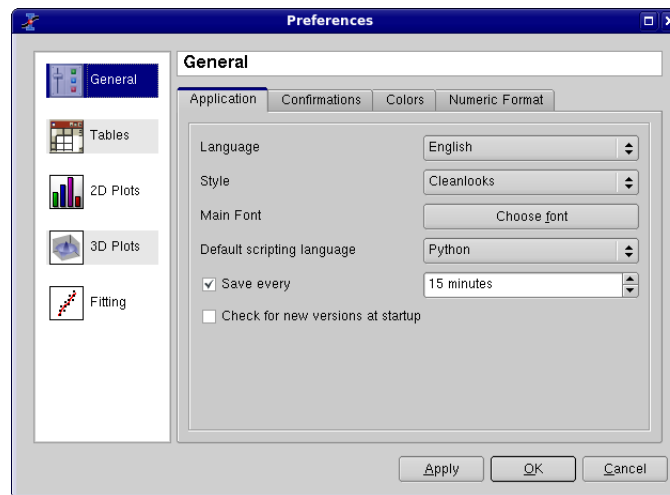 Preferences
General
Tables
2D Plots
3D Plots
Fitting
General
Application Confirmations Colors Numeric Format
Language English
Style Cleanlooks
Main Font Choose font
Default scripting language Python
Save every 15 minutes
Check for new versions at startup
Apply OK Cancel